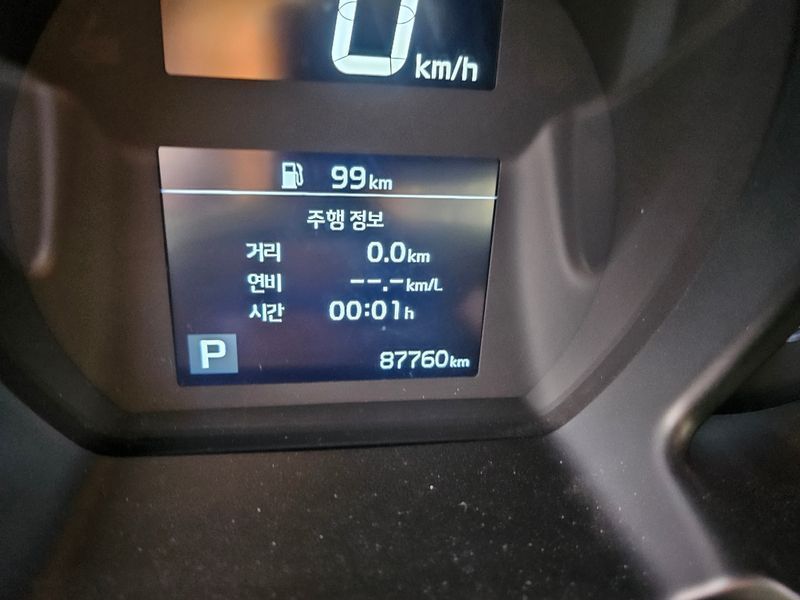 0 km/h
99 km
주행 정보
거리 0.0 km
연비 --.- km/L
시간 00:01 h
P 87760 km